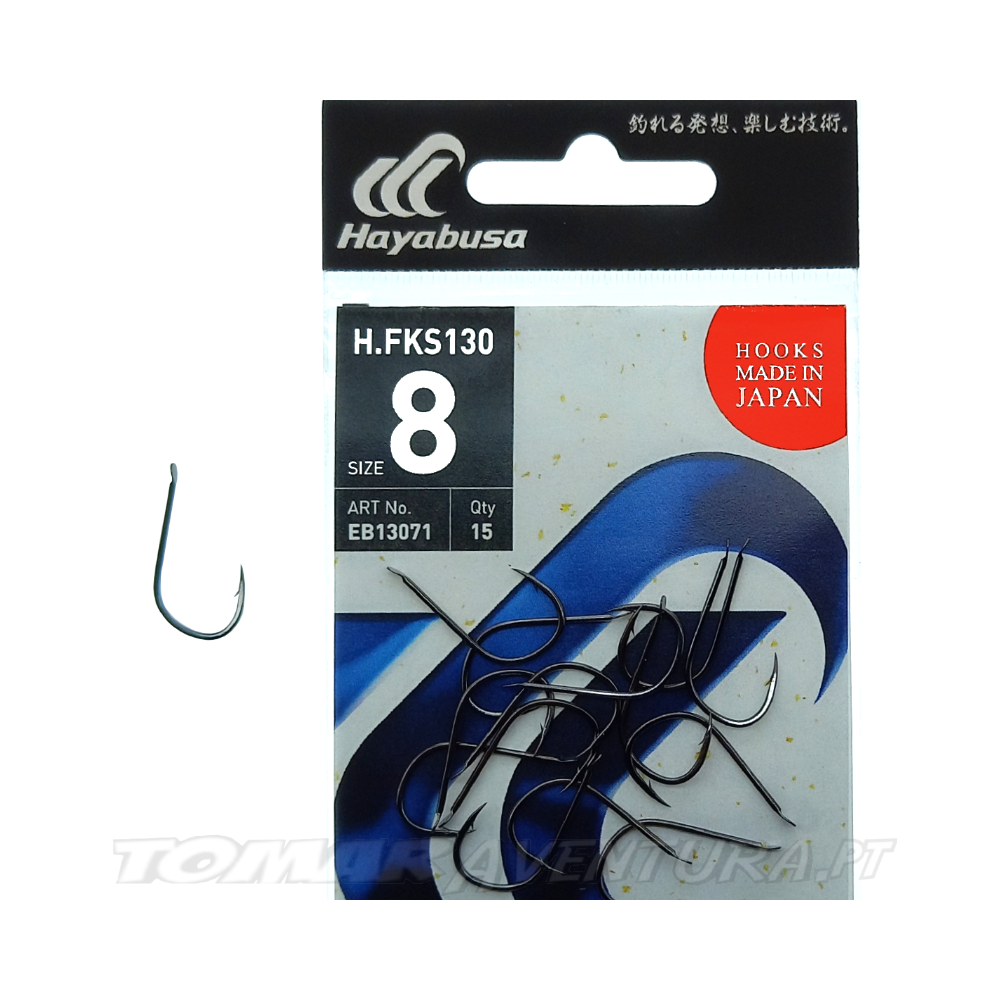 釣れる発想、楽しむ技術。
Hayabusa
H.FKS130
8
SIZE
HOOKS
MADE IN
JAPAN
ART No.
EB13071
Qty
15
TOMARAVENTURA.PT